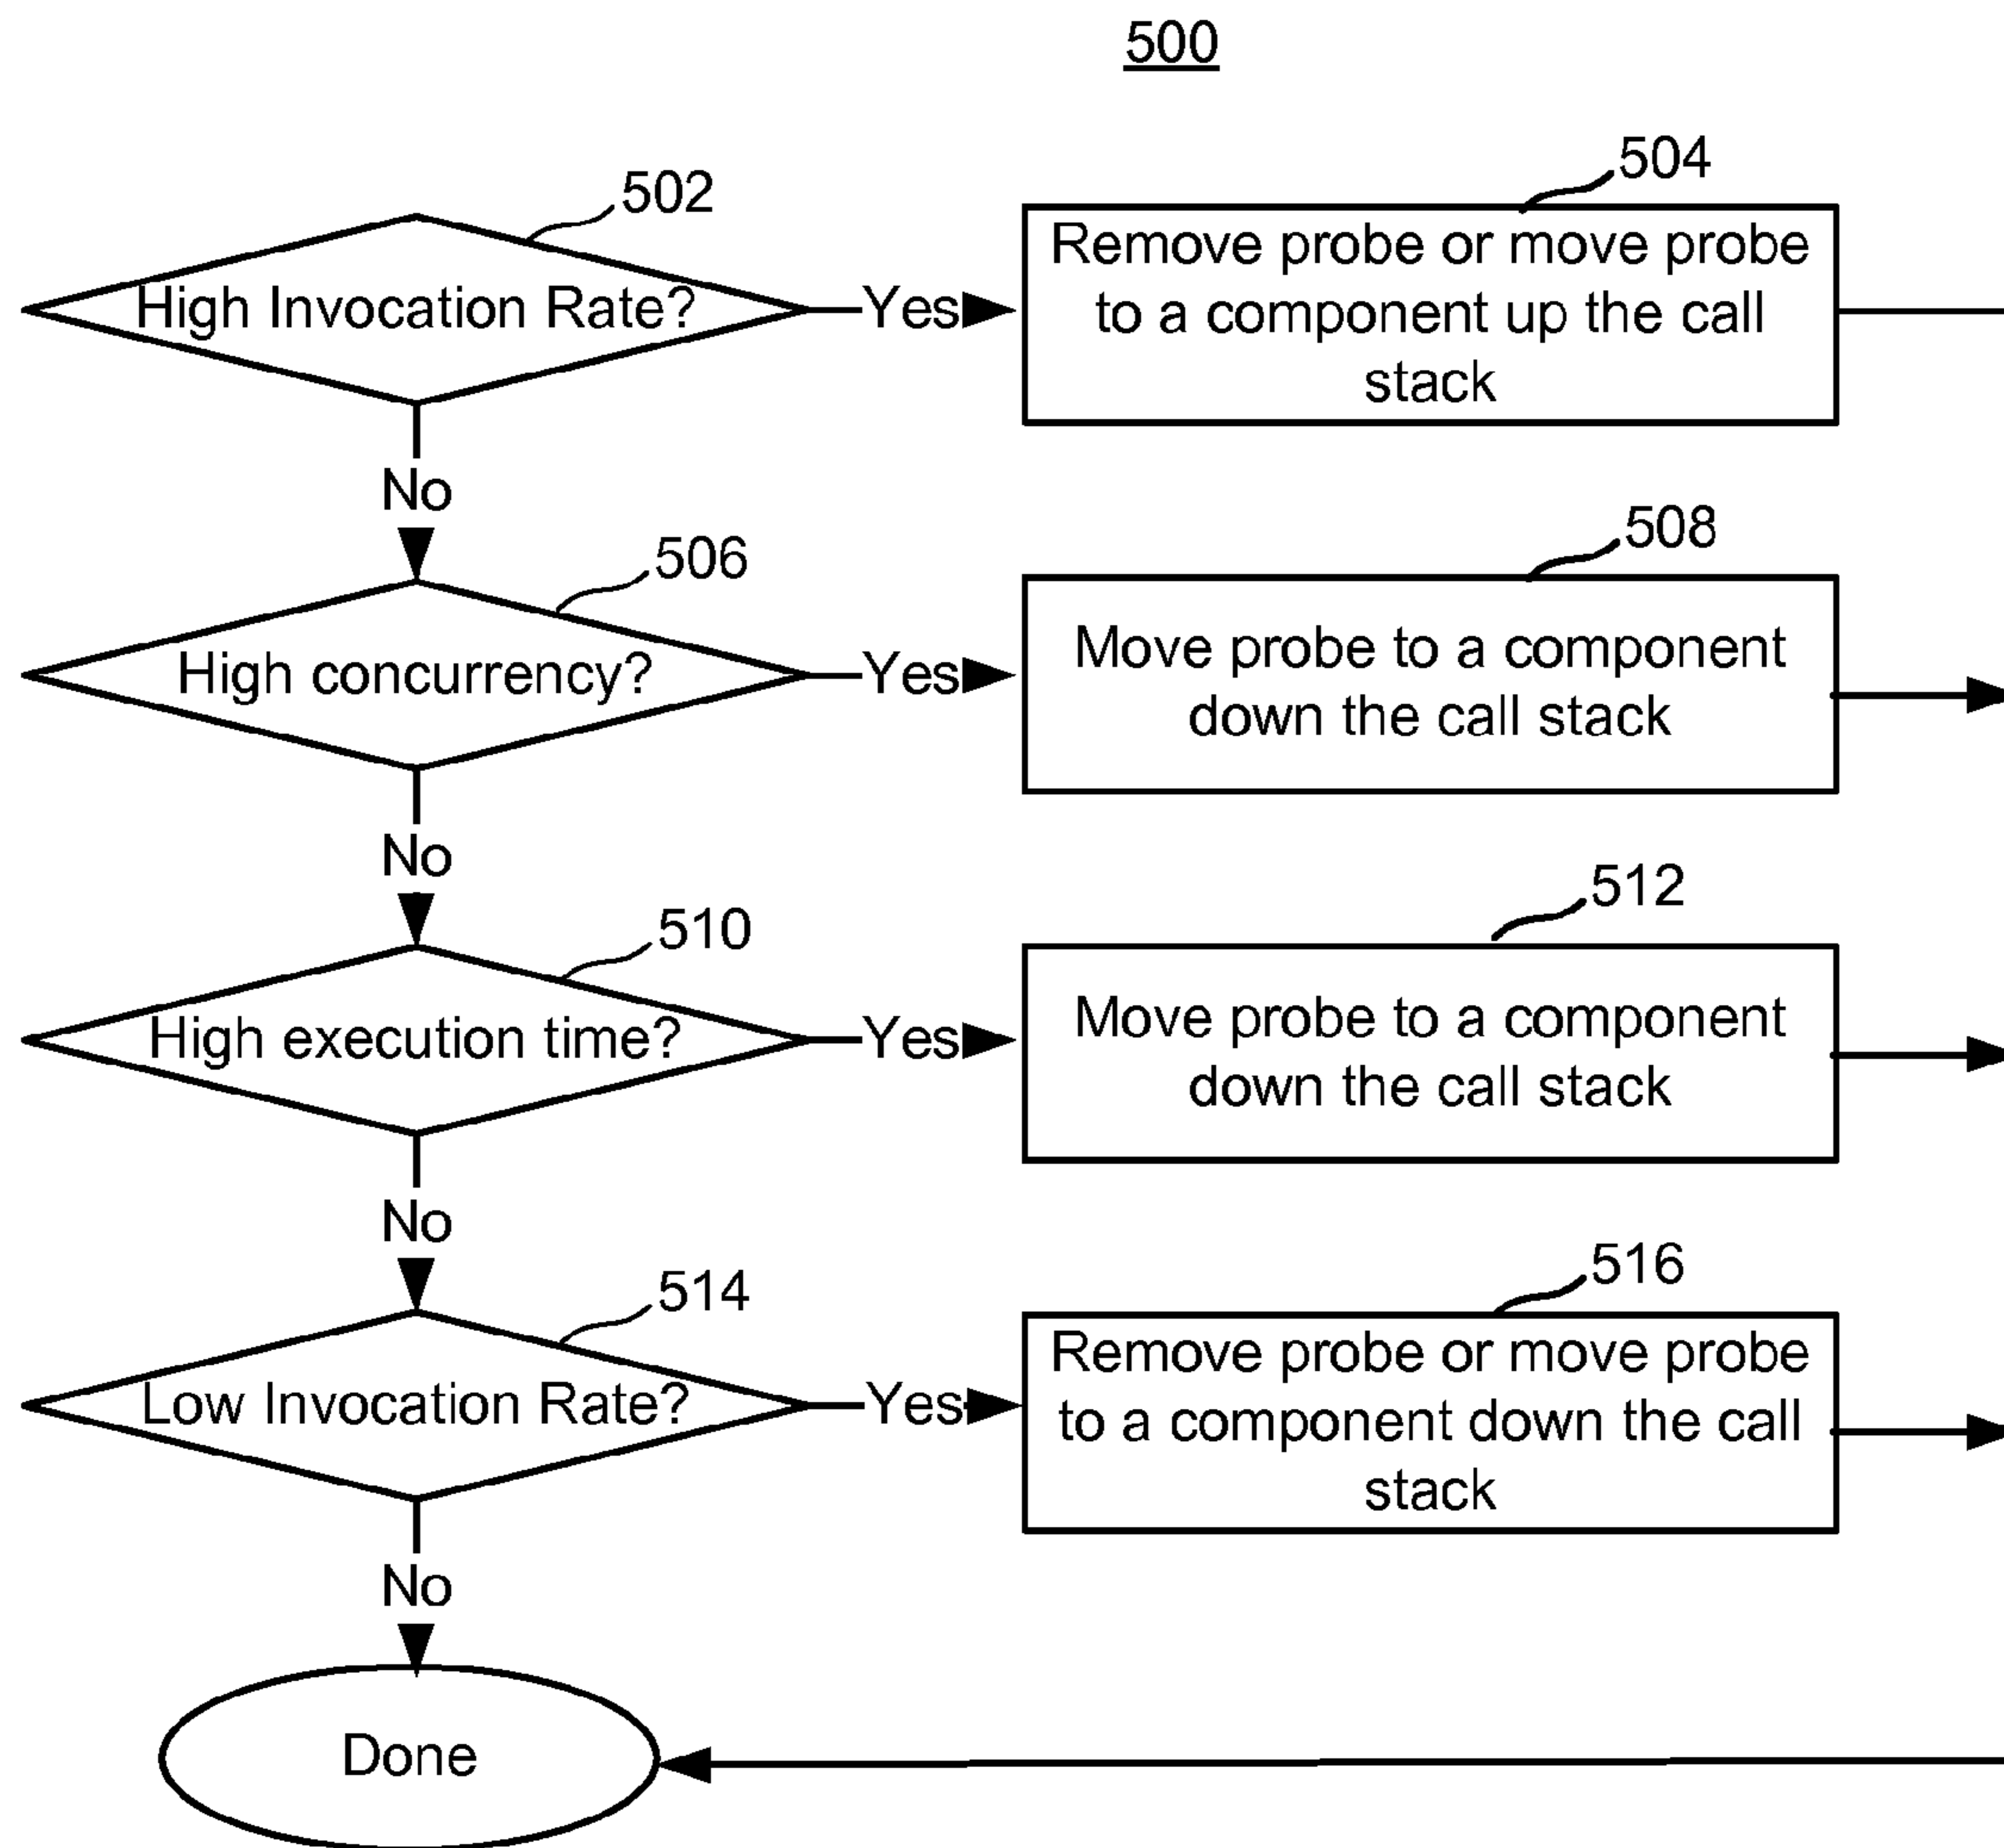 500
502
High Invocation Rate?
Yes
504
Remove probe or move probe
to a component up the call
stack
No
506
High concurrency?
Yes
508
Move probe to a component
down the call stack
No
510
High execution time?
Yes
512
Move probe to a component
down the call stack
No
514
Low Invocation Rate?
Yes
516
Remove probe or move probe
to a component down the call
stack
No
Done